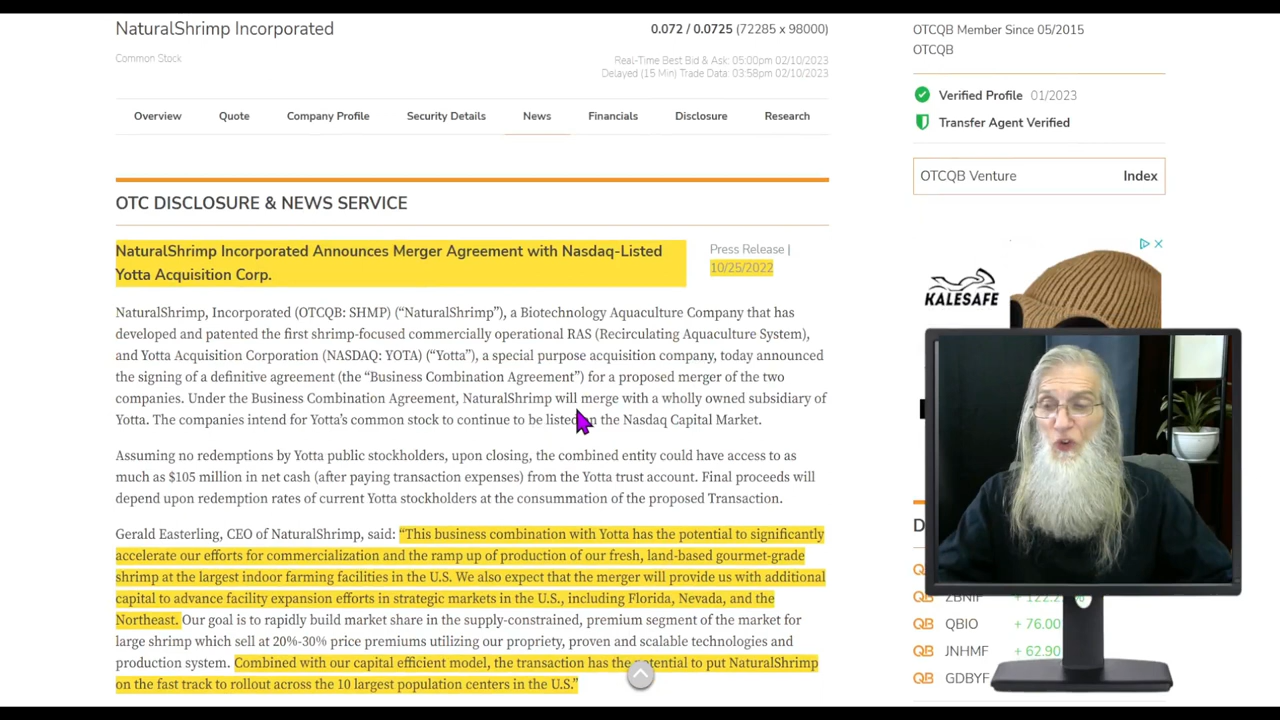 NaturalShrimp Incorporated
0.072 / 0.0725 (72285 x 98000)
Common Stock
Real-Time Best Bid & Ask: 05:00pm 02/10/2023
Delayed (15 Min) Trade Data: 03:58pm 02/10/2023
Overview
Quote
Company Profile
Security Details
News
Financials
Disclosure
Research
OTC DISCLOSURE & NEWS SERVICE
NaturalShrimp Incorporated Announces Merger Agreement with Nasdaq-Listed
Yotta Acquisition Corp.
Press Release |
10/25/2022
NaturalShrimp, Incorporated (OTCQB: SHMP) (“NaturalShrimp”), a Biotechnology Aquaculture Company that has
developed and patented the first shrimp-focused commercially operational RAS (Recirculating Aquaculture System),
and Yotta Acquisition Corporation (NASDAQ: YOTA) (“Yotta”), a special purpose acquisition company, today announced
the signing of a definitive agreement (the “Business Combination Agreement”) for a proposed merger of the two
companies. Under the Business Combination Agreement, NaturalShrimp will merge with a wholly owned subsidiary of
Yotta. The companies intend for Yotta’s common stock to continue to be listed on the Nasdaq Capital Market.
Assuming no redemptions by Yotta public stockholders, upon closing, the combined entity could have access to as
much as $105 million in net cash (after paying transaction expenses) from the Yotta trust account. Final proceeds will
depend upon redemption rates of current Yotta stockholders at the consummation of the proposed Transaction.
Gerald Easterling, CEO of NaturalShrimp, said: “This business combination with Yotta has the potential to significantly
accelerate our efforts for commercialization and the ramp up of production of our fresh, land-based gourmet-grade
shrimp at the largest indoor farming facilities in the U.S. We also expect that the merger will provide us with additional
capital to advance facility expansion efforts in strategic markets in the U.S., including Florida, Nevada, and the
Northeast. Our goal is to rapidly build market share in the supply-constrained, premium segment of the market for
large shrimp which sell at 20%-30% price premiums utilizing our propriety, proven and scalable technologies and
production system. Combined with our capital efficient model, the transaction has the potential to put NaturalShrimp
on the fast track to rollout across the 10 largest population centers in the U.S.”
OTCQB Member Since 05/2015
OTCQB
Verified Profile 01/2023
Transfer Agent Verified
OTCQB Venture
Index
KALESAFE
QB ZBNIF + 122.2 %
QB QBIO + 76.00
QB JNHMF + 62.90
QB GDBYF